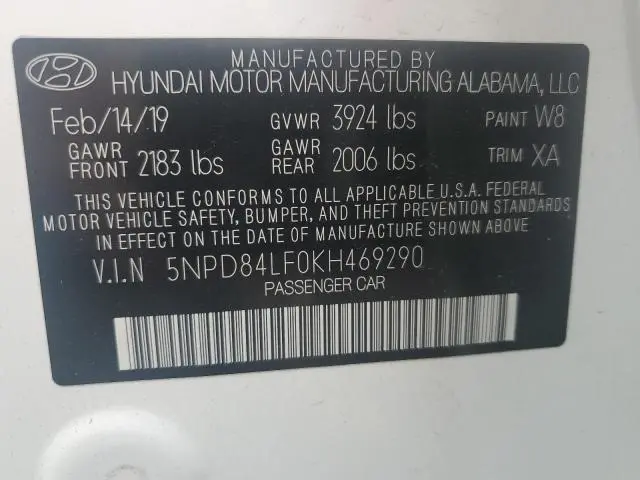 MANUFACTURED BY
HYUNDAI MOTOR MANUFACTURING ALABAMA, LLC
Feb/14/19 GVWR 3924 lbs PAINT W8
GAWR FRONT 2183 lbs GAWR REAR 2006 lbs TRIM XA
THIS VEHICLE CONFORMS TO ALL APPLICABLE U.S.A. FEDERAL
MOTOR VEHICLE SAFETY, BUMPER, AND THEFT PREVENTION STANDARDS
IN EFFECT ON THE DATE OF MANUFACTURE SHOWN ABOVE.
V.I.N 5NPD84LF0KH469290
PASSENGER CAR